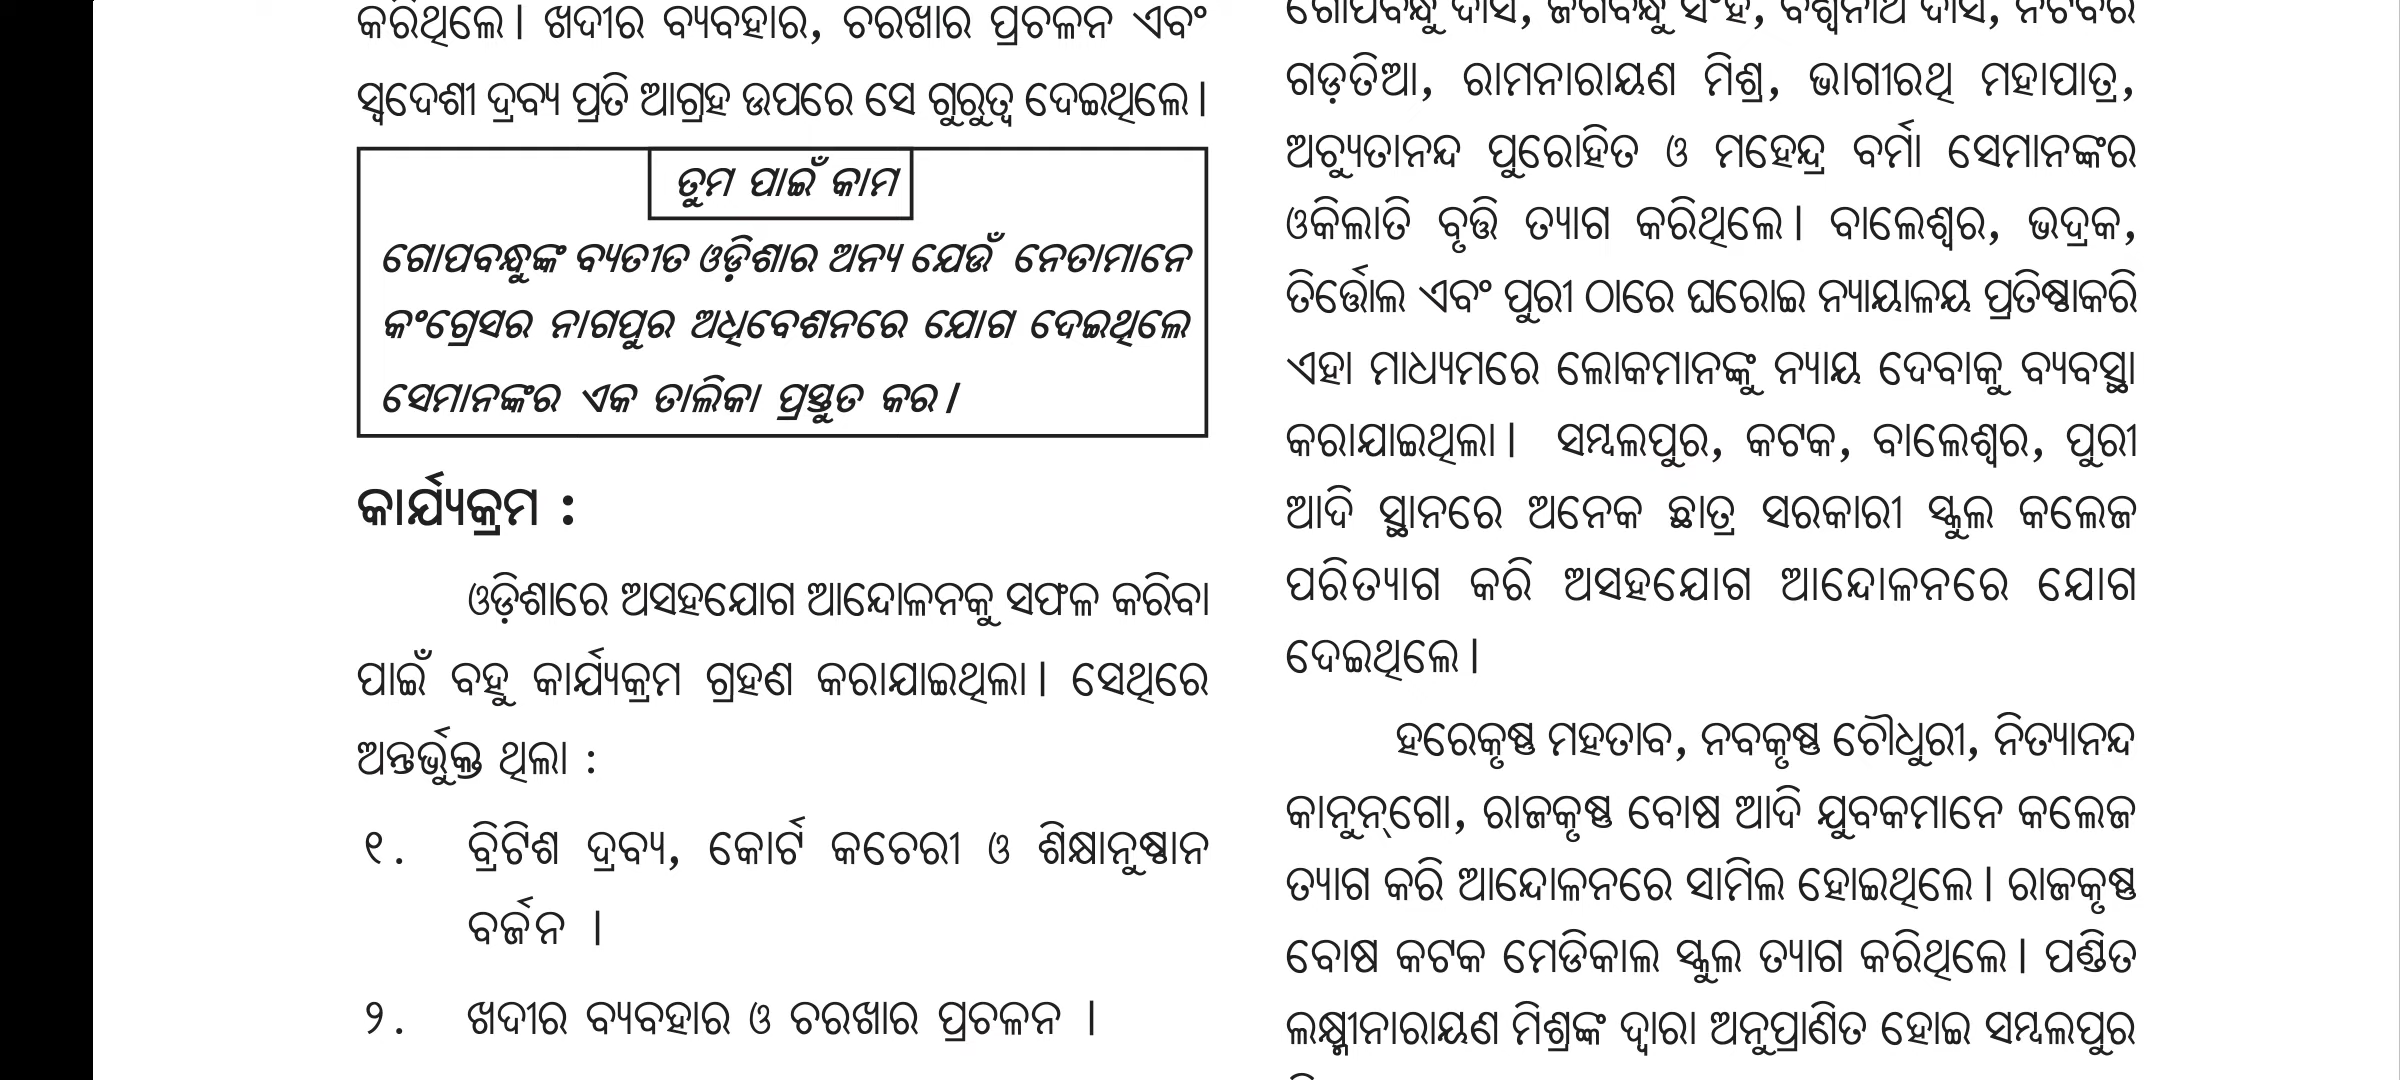 କରିଥିଲେ। ଖଦୀର ବ୍ୟବହାର, ଚରଖାର ପ୍ରଚଳନ ଏବଂ
ସ୍ୱଦେଶୀ ଦ୍ରବ୍ୟ ପ୍ରତି ଆଗ୍ରହ ଉପରେ ସେ ଗୁରୁତ୍ୱ ଦେଇଥିଲେ।
ତୁମ ପାଇଁ କାମ
ଗୋପବନ୍ଧୁଙ୍କ ବ୍ୟତୀତ ଓଡ଼ିଶାର ଅନ୍ୟ ଯେଉଁ ନେତାମାନେ
କଂଗ୍ରେସର ନାଗପୁର ଅଧିବେଶନରେ ଯୋଗ ଦେଇଥିଲେ
ସେମାନଙ୍କର ଏକ ତାଲିକା ପ୍ରସ୍ତୁତ କର।
କାର୍ଯ୍ୟକ୍ରମ :
ଓଡ଼ିଶାରେ ଅସହଯୋଗ ଆନ୍ଦୋଳନକୁ ସଫଳ କରିବା
ପାଇଁ ବହୁ କାର୍ଯ୍ୟକ୍ରମ ଗ୍ରହଣ କରାଯାଇଥିଲା। ସେଥିରେ
ଅନ୍ତର୍ଭୁକ୍ତ ଥିଲା :
୧. ବ୍ରିଟିଶ ଦ୍ରବ୍ୟ, କୋର୍ଟ କଚେରୀ ଓ ଶିକ୍ଷାନୁଷ୍ଠାନ
ବର୍ଜନ ।
୨. ଖଦୀର ବ୍ୟବହାର ଓ ଚରଖାର ପ୍ରଚଳନ ।
ଗୋପବନ୍ଧୁ ଦାସ, ଜଗବନ୍ଧୁ ସିଂହ, ବିଶ୍ୱନାଥ ଦାସ, ନଟବର
ଗଡ଼ତିଆ, ରାମନାରାୟଣ ମିଶ୍ର, ଭାଗୀରଥି ମହାପାତ୍ର,
ଅଚ୍ୟୁତାନନ୍ଦ ପୁରୋହିତ ଓ ମହେନ୍ଦ୍ର ବର୍ମା ସେମାନଙ୍କର
ଓକିଲାତି ବୃତ୍ତି ତ୍ୟାଗ କରିଥିଲେ। ବାଲେଶ୍ୱର, ଭଦ୍ରକ,
ତିର୍ତ୍ତୋଲ ଏବଂ ପୁରୀ ଠାରେ ଘରୋଇ ନ୍ୟାୟାଳୟ ପ୍ରତିଷ୍ଠାକରି
ଏହା ମାଧ୍ୟମରେ ଲୋକମାନଙ୍କୁ ନ୍ୟାୟ ଦେବାକୁ ବ୍ୟବସ୍ଥା
କରାଯାଇଥିଲା। ସମ୍ବଲପୁର, କଟକ, ବାଲେଶ୍ୱର, ପୁରୀ
ଆଦି ସ୍ଥାନରେ ଅନେକ ଛାତ୍ର ସରକାରୀ ସ୍କୁଲ କଲେଜ
ପରିତ୍ୟାଗ କରି ଅସହଯୋଗ ଆନ୍ଦୋଳନରେ ଯୋଗ
ଦେଇଥିଲେ।
ହରେକୃଷ୍ଣ ମହତାବ, ନବକୃଷ୍ଣ ଚୌଧୁରୀ, ନିତ୍ୟାନନ୍ଦ
କାନୁନ୍‌ଗୋ, ରାଜକୃଷ୍ଣ ବୋଷ ଆଦି ଯୁବକମାନେ କଲେଜ
ତ୍ୟାଗ କରି ଆନ୍ଦୋଳନରେ ସାମିଲ ହୋଇଥିଲେ। ରାଜକୃଷ୍ଣ
ବୋଷ କଟକ ମେଡିକାଲ ସ୍କୁଲ ତ୍ୟାଗ କରିଥିଲେ। ପଣ୍ଡିତ
ଲକ୍ଷ୍ମୀନାରାୟଣ ମିଶ୍ରଙ୍କ ଦ୍ୱାରା ଅନୁପ୍ରାଣିତ ହୋଇ ସମ୍ବଲପୁର